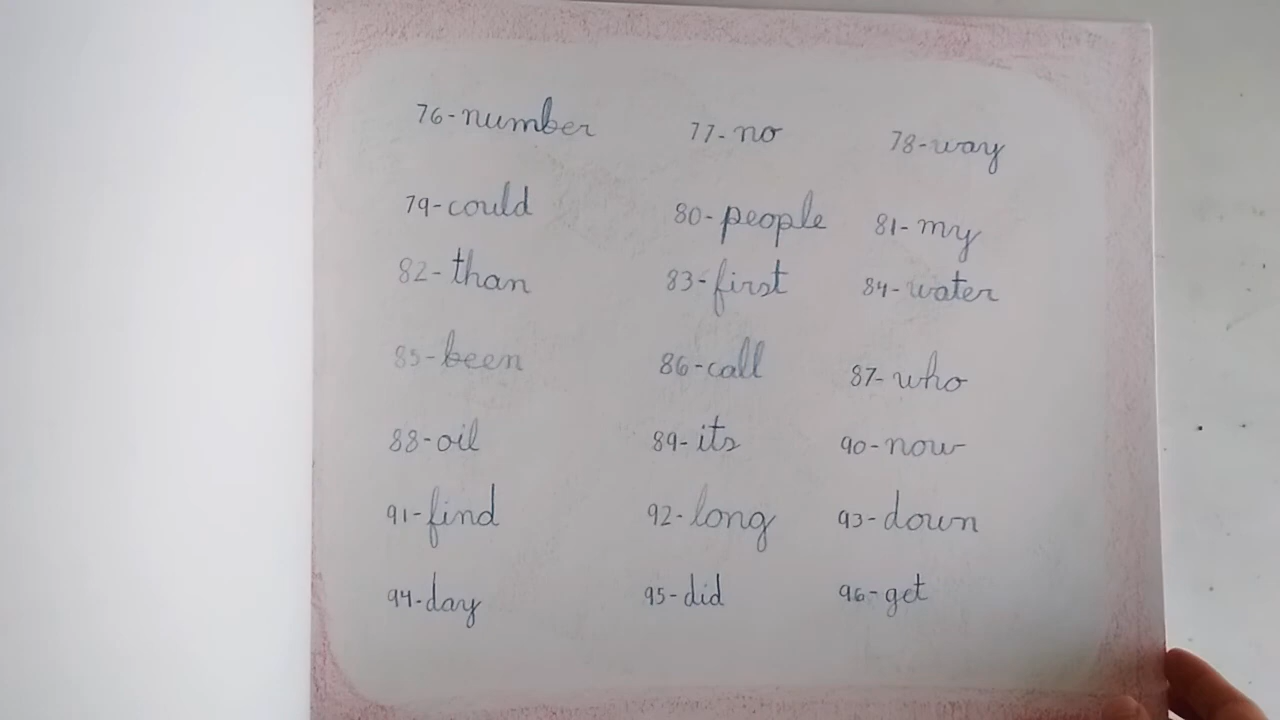 76-number 77-no 78-way
79-could 80-people 81-my
82-than 83-first 84-water
85-been 86-call 87-who
88-oil 89-its 90-now
91-find 92-long 93-down
94-day 95-did 96-get